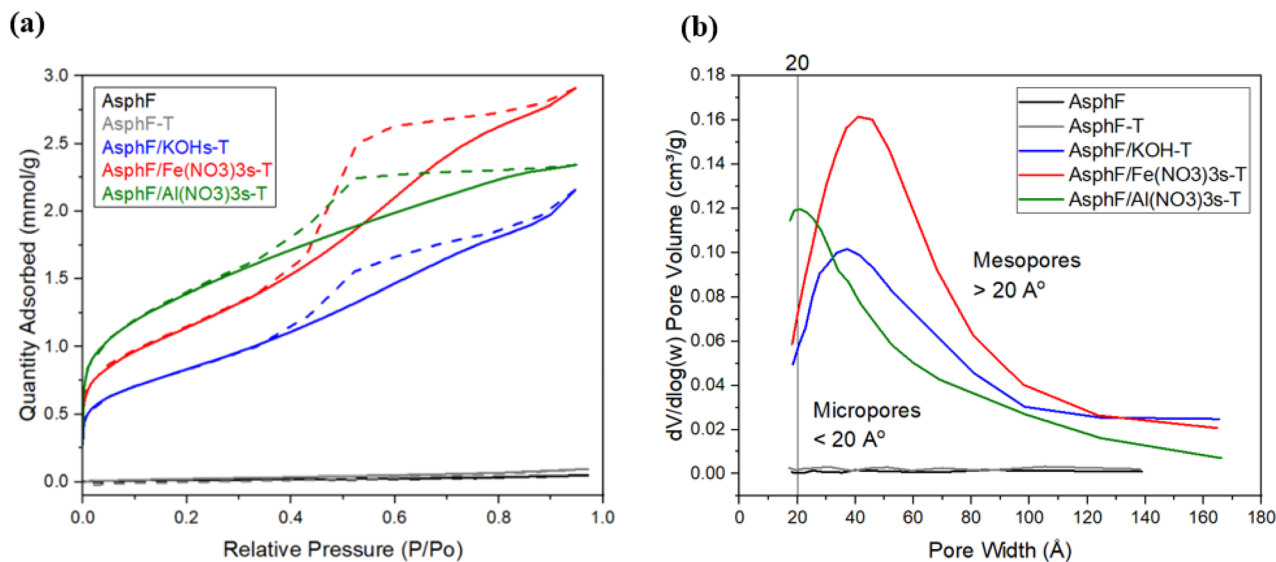 (a)
3.0
2.5
2.0
1.5
1.0
0.5
0.0
Quantity Adsorbed (mmol/g)
AsphF
AsphF-T
AsphF/KOHs-T
AsphF/Fe(NO3)3s-T
AsphF/Al(NO3)3s-T
0.0 0.2 0.4 0.6 0.8 1.0
Relative Pressure (P/Po)
(b)
20
0.18
0.16
0.14
0.12
0.10
0.08
0.06
0.04
0.02
0.00
dV/dlog(w) Pore Volume (cm³/g)
AsphF
AsphF-T
AsphF/KOH-T
AsphF/Fe(NO3)3s-T
AsphF/Al(NO3)3s-T
Mesopores
> 20 Aº
Micropores
< 20 Aº
0 20 40 60 80 100 120 140 160 180
Pore Width (Å)